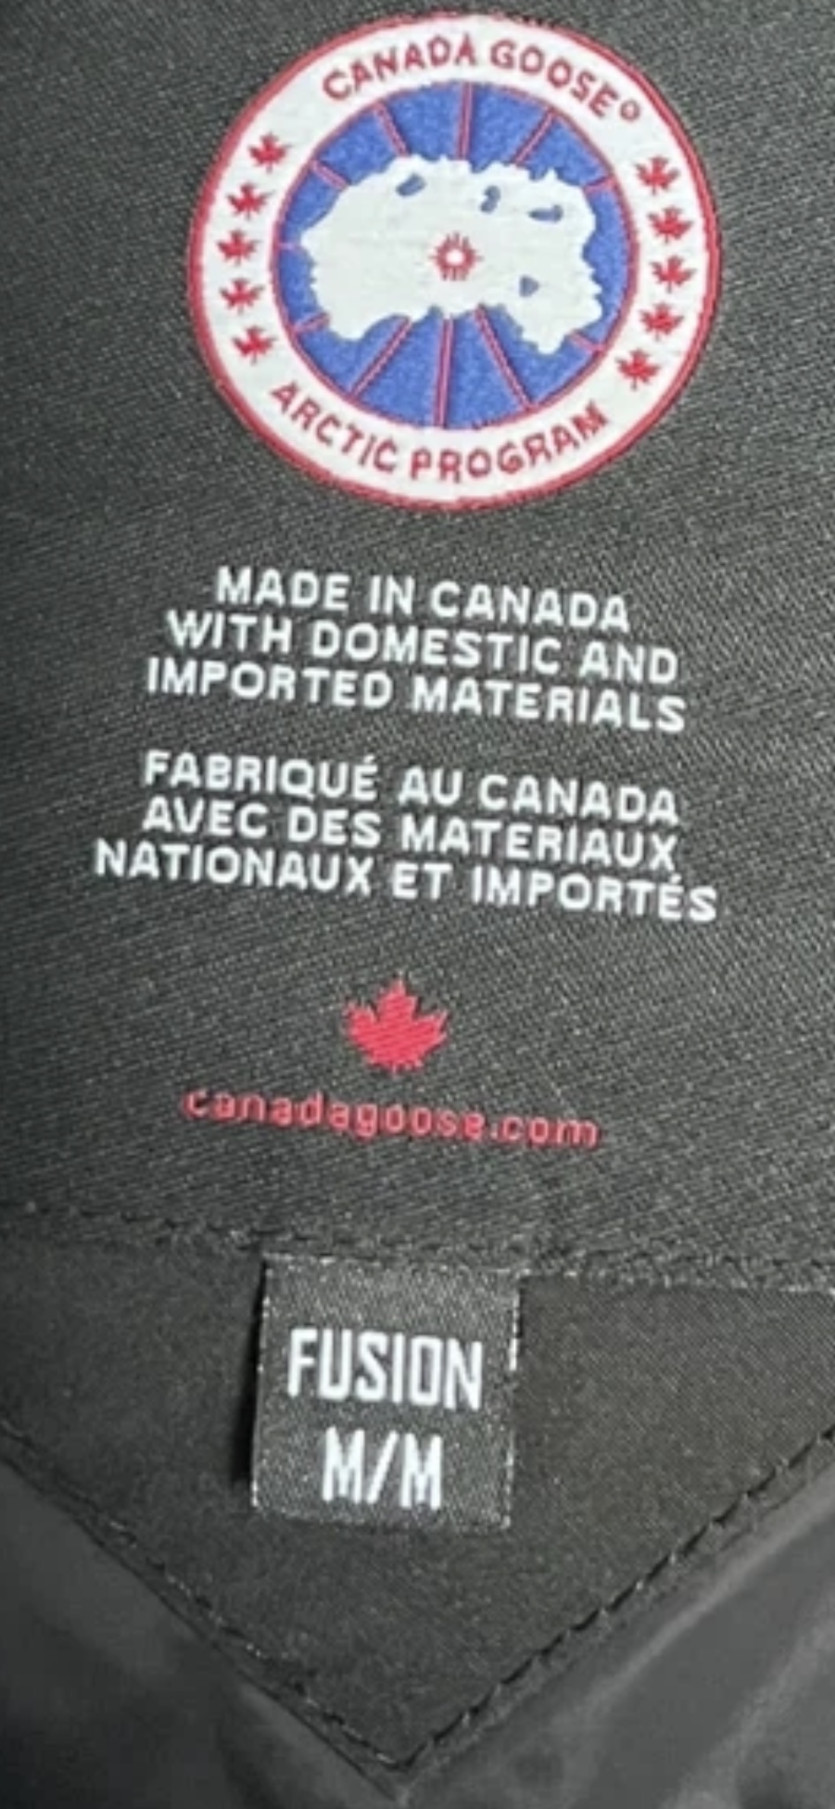 CANADA GOOSE®
ARCTIC PROGRAM
MADE IN CANADA
WITH DOMESTIC AND
IMPORTED MATERIALS
FABRIQUÉ AU CANADA
AVEC DES MATERIAUX
NATIONAUX ET IMPORTÉS
canadagoose.com
FUSION
M/M